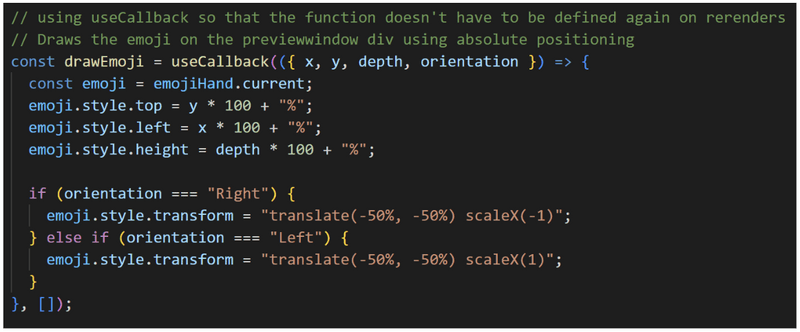 // using useCallback so that the function doesn't have to be defined again on rerenders
// Draws the emoji on the previewwindow div using absolute positioning
const drawEmoji = useCallback(({ x, y, depth, orientation }) => {
  const emoji = emojiHand.current;
  emoji.style.top = y * 100 + "%";
  emoji.style.left = x * 100 + "%";
  emoji.style.height = depth * 100 + "%";

  if (orientation === "Right") {
    emoji.style.transform = "translate(-50%, -50%) scaleX(-1)";
  } else if (orientation === "Left") {
    emoji.style.transform = "translate(-50%, -50%) scaleX(1)";
  }
}, []);